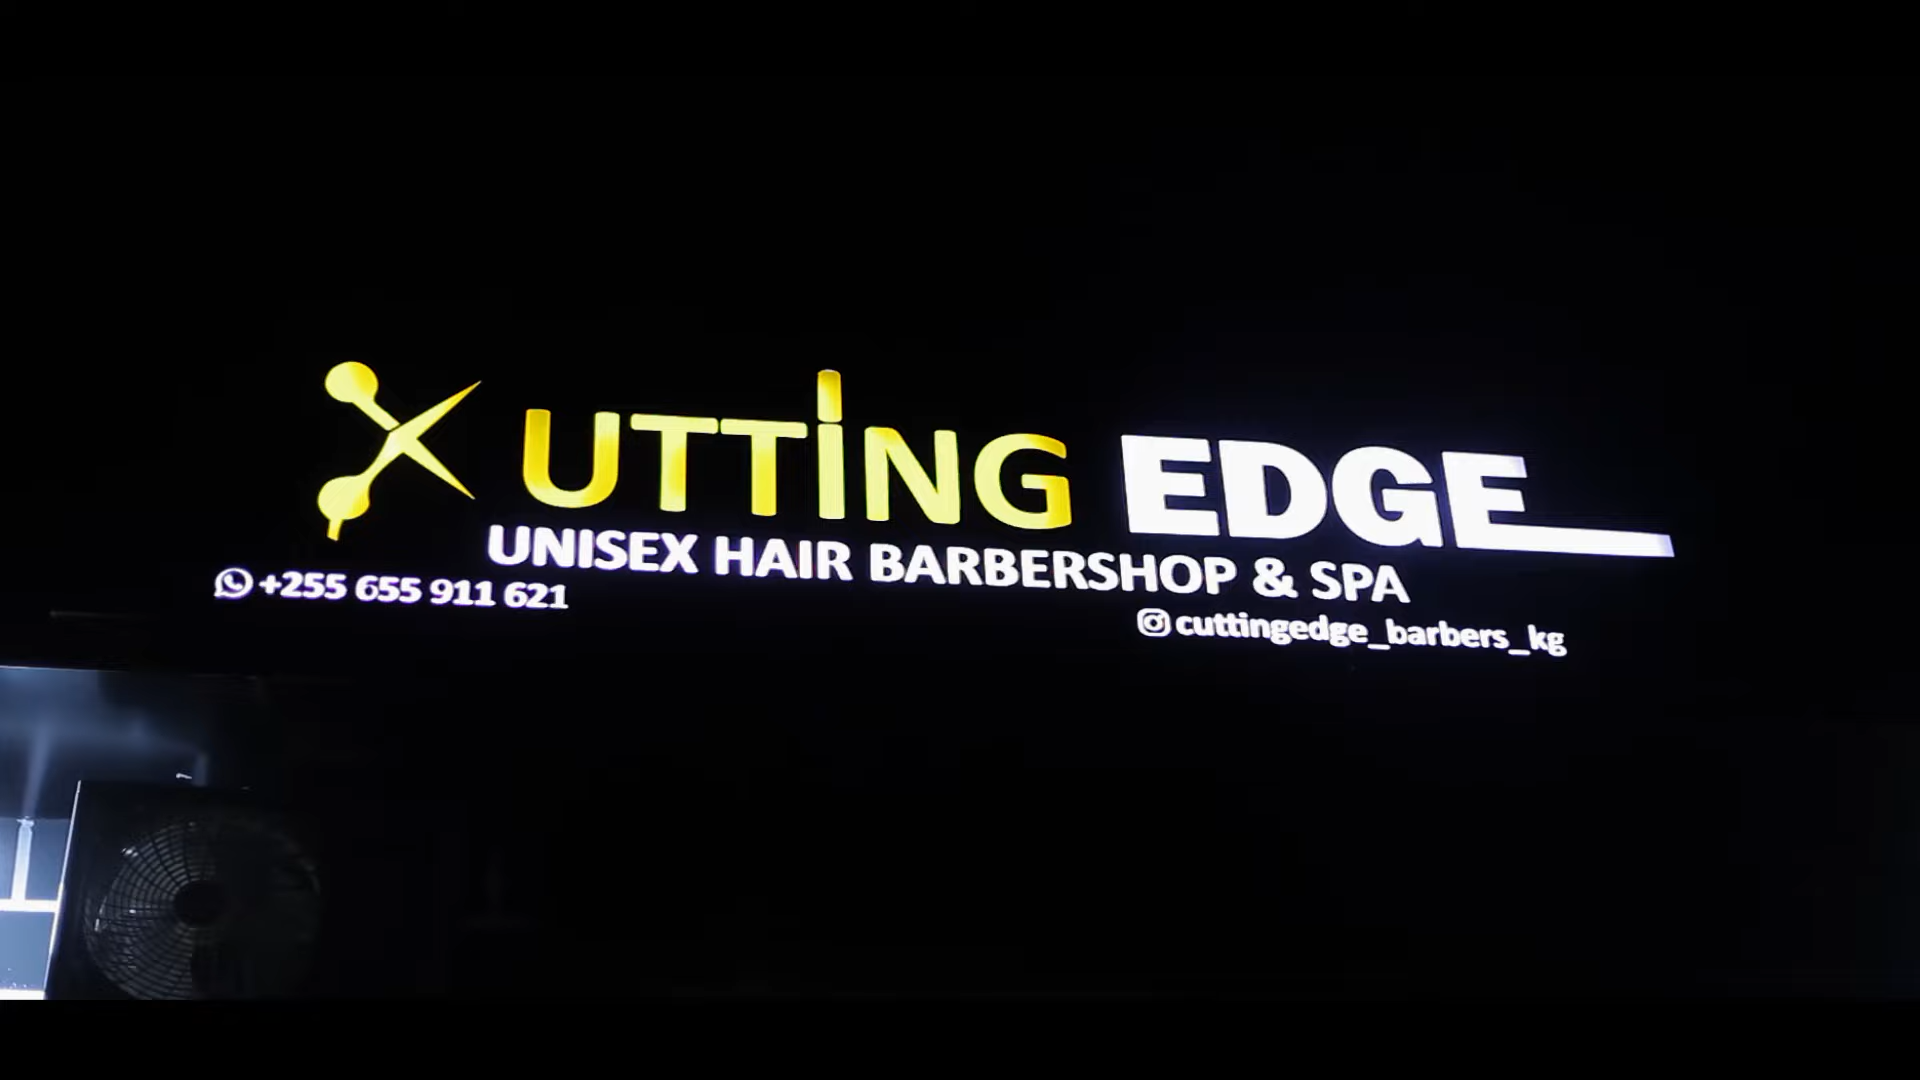 UTTING EDGE
UNISEX HAIR BARBERSHOP & SPA
+255 655 911 621
cuttingedge_barbers_kg